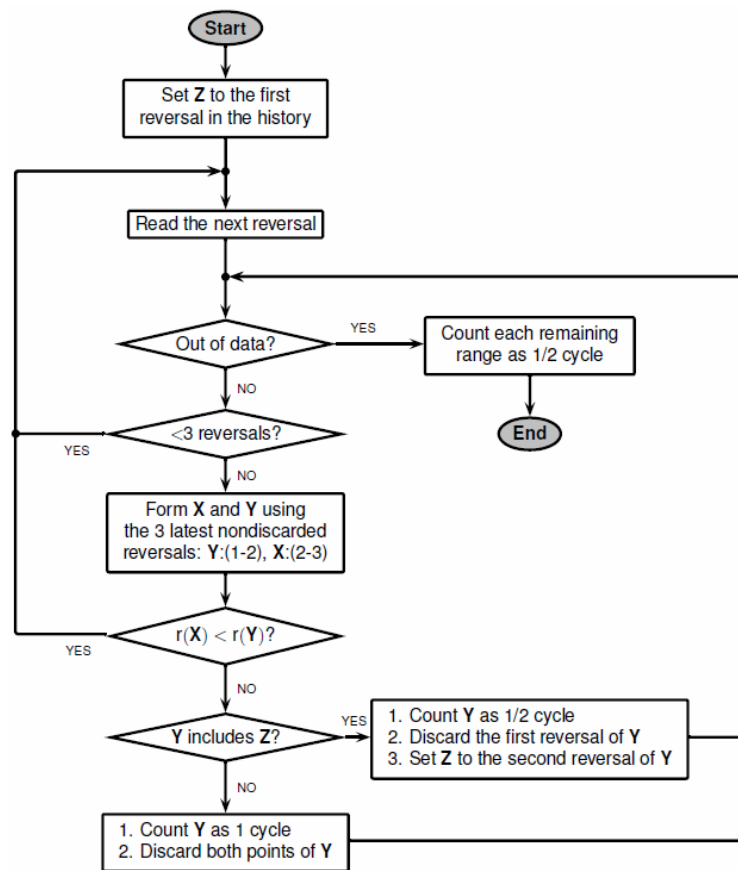 Start
Set Z to the first
reversal in the history
Read the next reversal
Out of data?
YES
Count each remaining
range as 1/2 cycle
NO
End
<3 reversals?
YES
NO
Form X and Y using
the 3 latest nondiscarded
reversals: Y:(1-2), X:(2-3)
r(X) < r(Y)?
YES
NO
Y includes Z?
YES
1. Count Y as 1/2 cycle
2. Discard the first reversal of Y
3. Set Z to the second reversal of Y
NO
1. Count Y as 1 cycle
2. Discard both points of Y